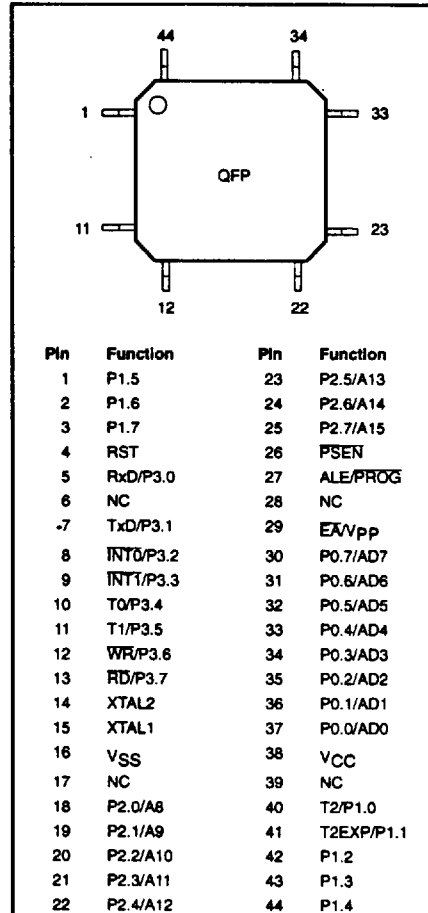 44 34
1 33
QFP
11 23
12 22
Pin Function Pin Function
1 P1.5 23 P2.5/A13
2 P1.6 24 P2.6/A14
3 P1.7 25 P2.7/A15
4 RST 26 P̅S̅E̅N̅
5 RxD/P3.0 27 ALE/P̅R̅O̅G̅
6 NC 28 NC
7 TxD/P3.1 29 E̅A̅/VPP
8 I̅N̅T̅0̅/P3.2 30 P0.7/AD7
9 I̅N̅T̅1̅/P3.3 31 P0.6/AD6
10 T0/P3.4 32 P0.5/AD5
11 T1/P3.5 33 P0.4/AD4
12 W̅R̅/P3.6 34 P0.3/AD3
13 R̅D̅/P3.7 35 P0.2/AD2
14 XTAL2 36 P0.1/AD1
15 XTAL1 37 P0.0/AD0
16 VSS 38 VCC
17 NC 39 NC
18 P2.0/A8 40 T2/P1.0
19 P2.1/A9 41 T2EXP/P1.1
20 P2.2/A10 42 P1.2
21 P2.3/A11 43 P1.3
22 P2.4/A12 44 P1.4